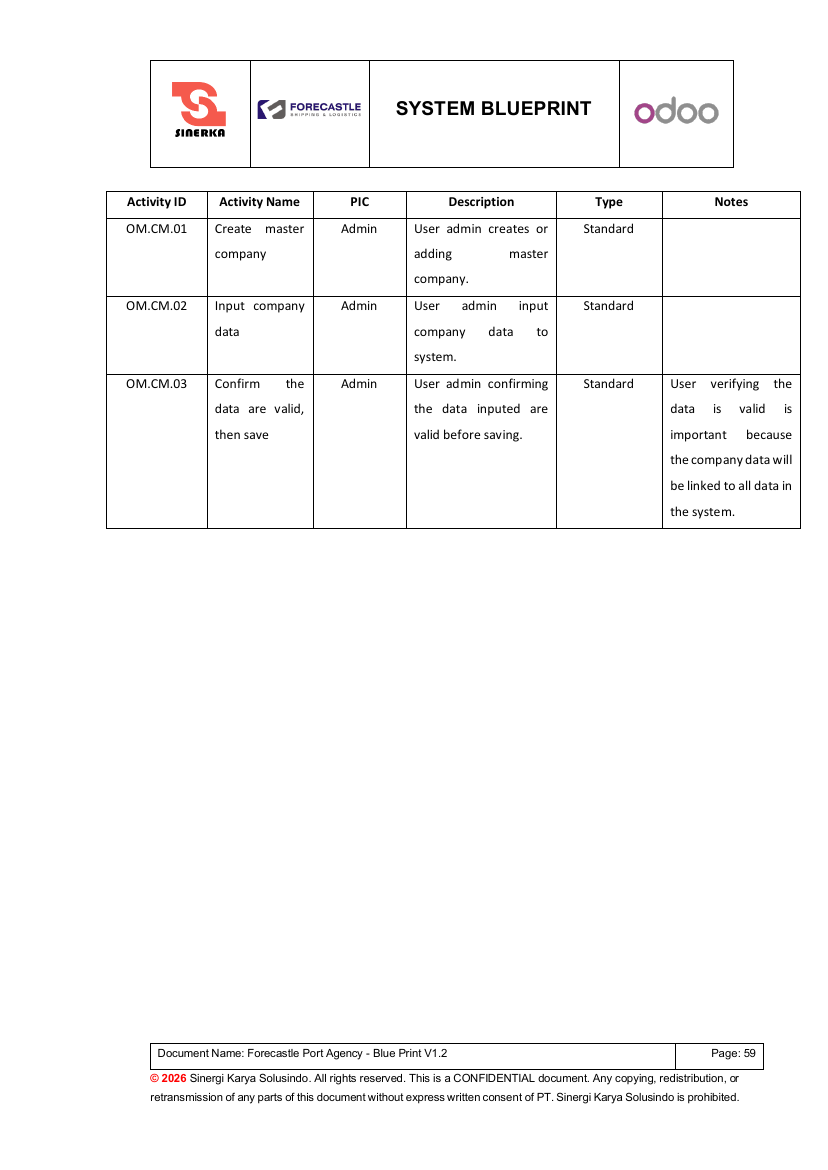 SINERKA
FORECASTLE
SHIPPING & LOGISTICS
SYSTEM BLUEPRINT
odoo
Activity ID Activity Name PIC Description Type Notes
OM.CM.01 Create master company Admin User admin creates or adding master company. Standard
OM.CM.02 Input company data Admin User admin input company data to system. Standard
OM.CM.03 Confirm the data are valid, then save Admin User admin confirming the data inputed are valid before saving. Standard User verifying the data is valid is important because the company data will be linked to all data in the system.
Document Name: Forecastle Port Agency - Blue Print V1.2 Page: 59
© 2026 Sinergi Karya Solusindo. All rights reserved. This is a CONFIDENTIAL document. Any copying, redistribution, or
retransmission of any parts of this document without express written consent of PT. Sinergi Karya Solusindo is prohibited.